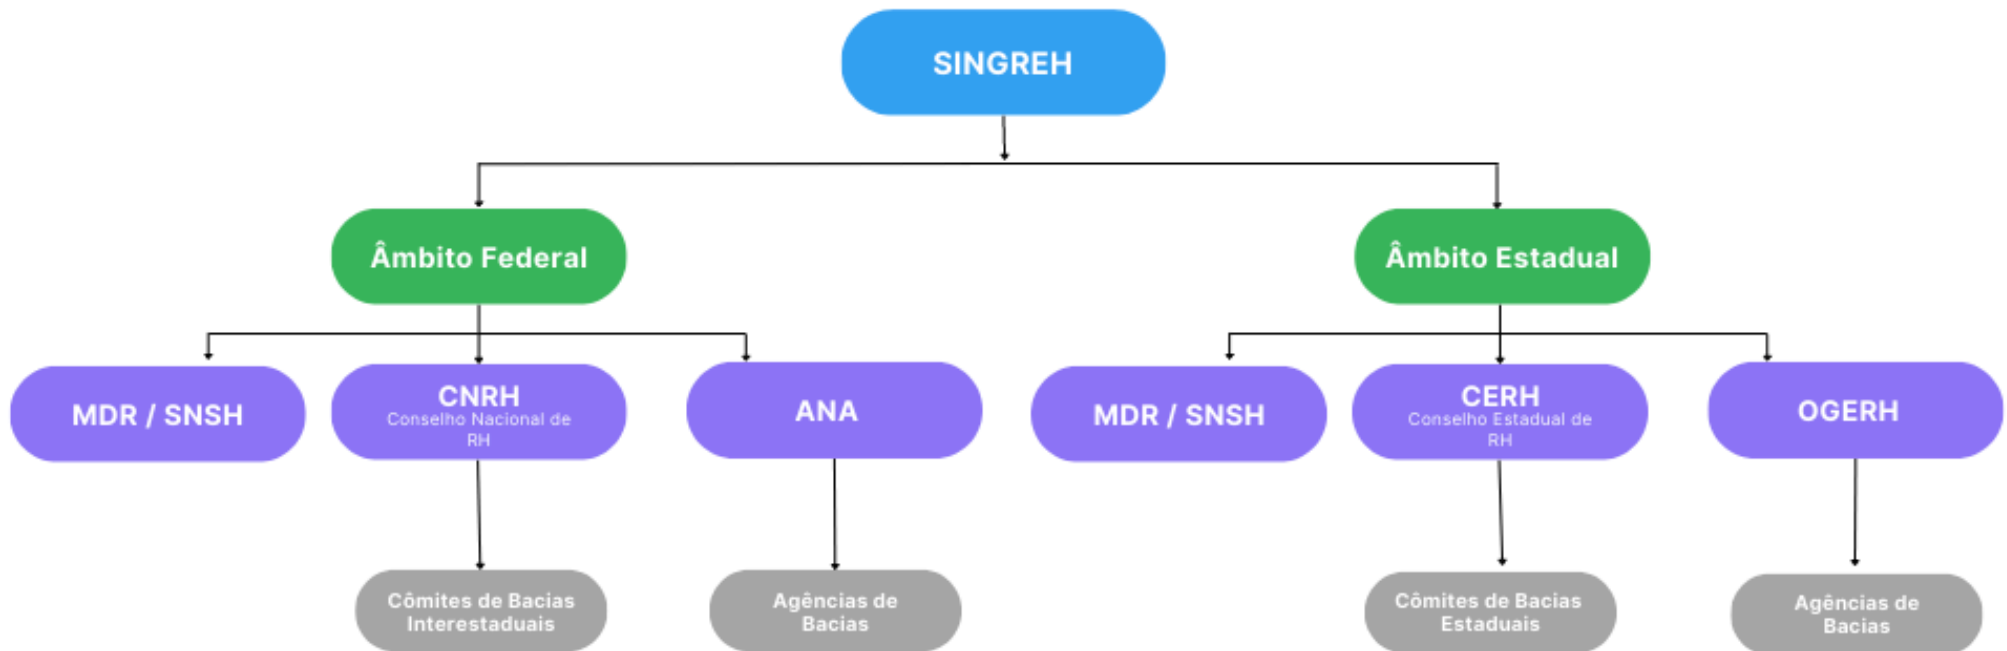 SINGREH
Âmbito Federal
Âmbito Estadual
MDR / SNSH
CNRH
Conselho Nacional de
RH
ANA
MDR / SNSH
CERH
Conselho Estadual de
RH
OGERH
Cômites de Bacias
Interestaduais
Agências de
Bacias
Cômites de Bacias
Estaduais
Agências de
Bacias